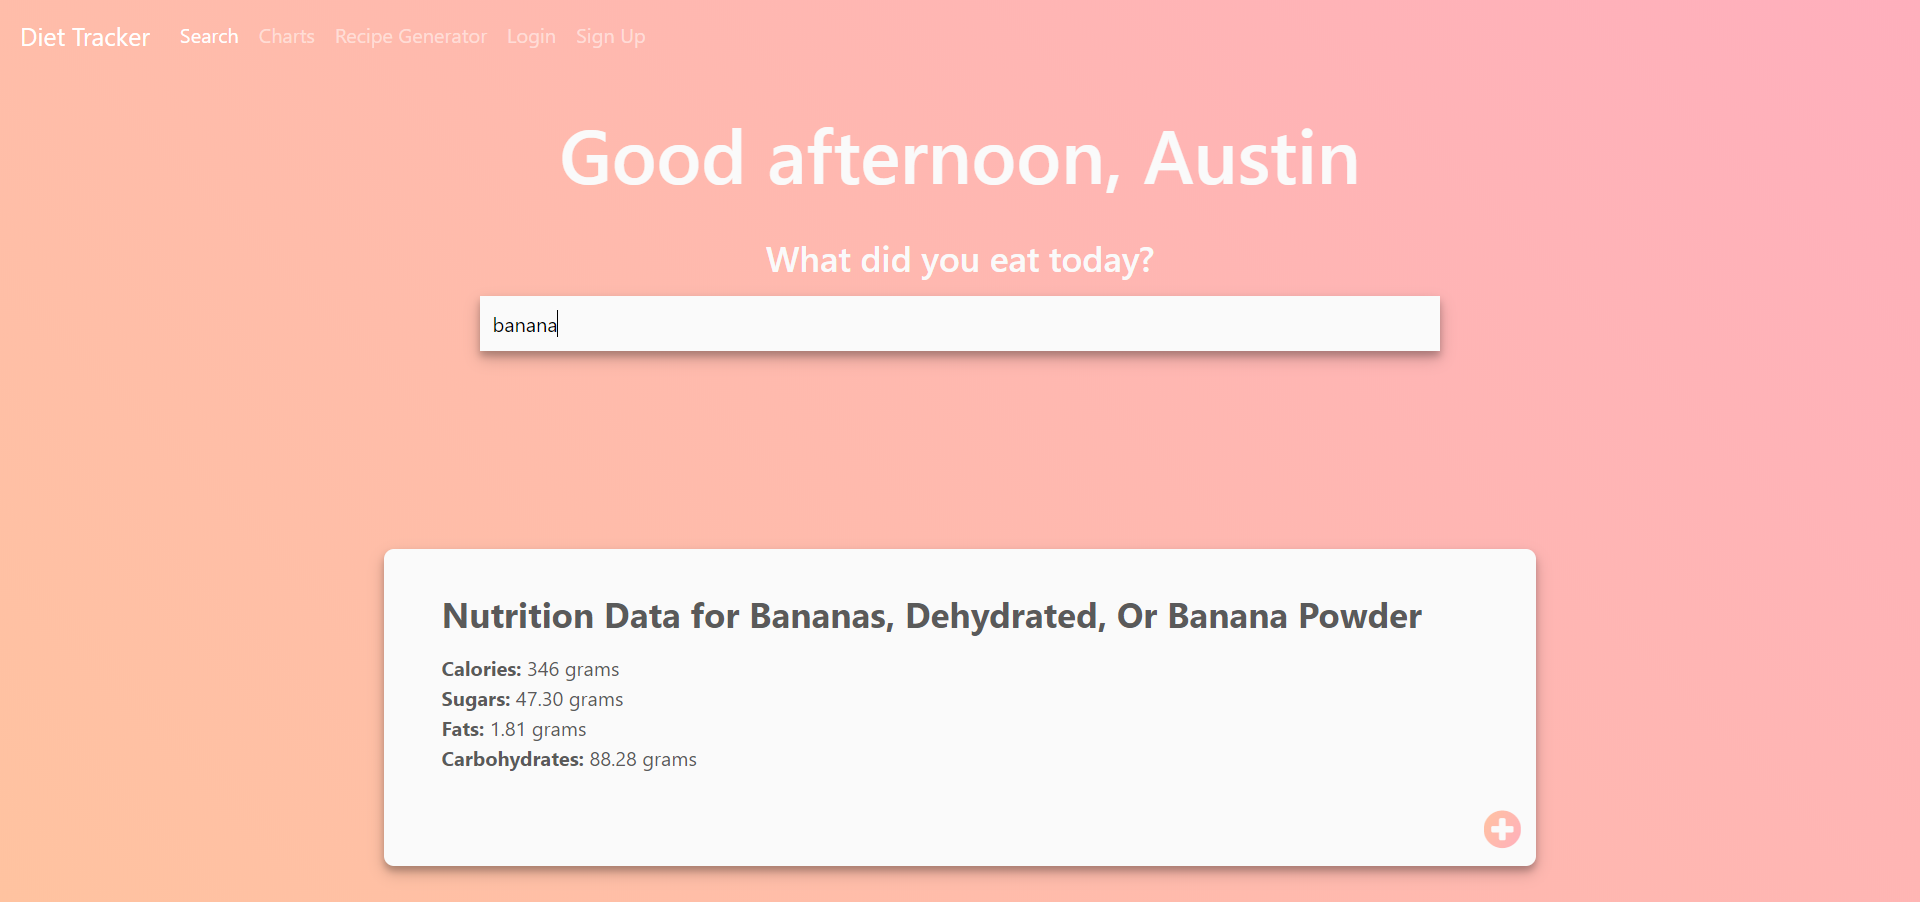 Diet Tracker Search Charts Recipe Generator Login Sign Up
Good afternoon, Austin
What did you eat today?
banana
Nutrition Data for Bananas, Dehydrated, Or Banana Powder
Calories: 346 grams
Sugars: 47.30 grams
Fats: 1.81 grams
Carbohydrates: 88.28 grams